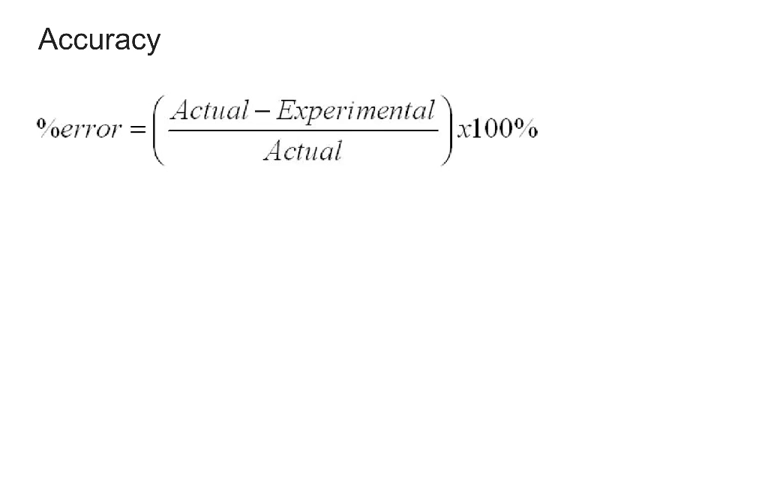 Accuracy
%error = ( Actual – Experimental / Actual ) x100%